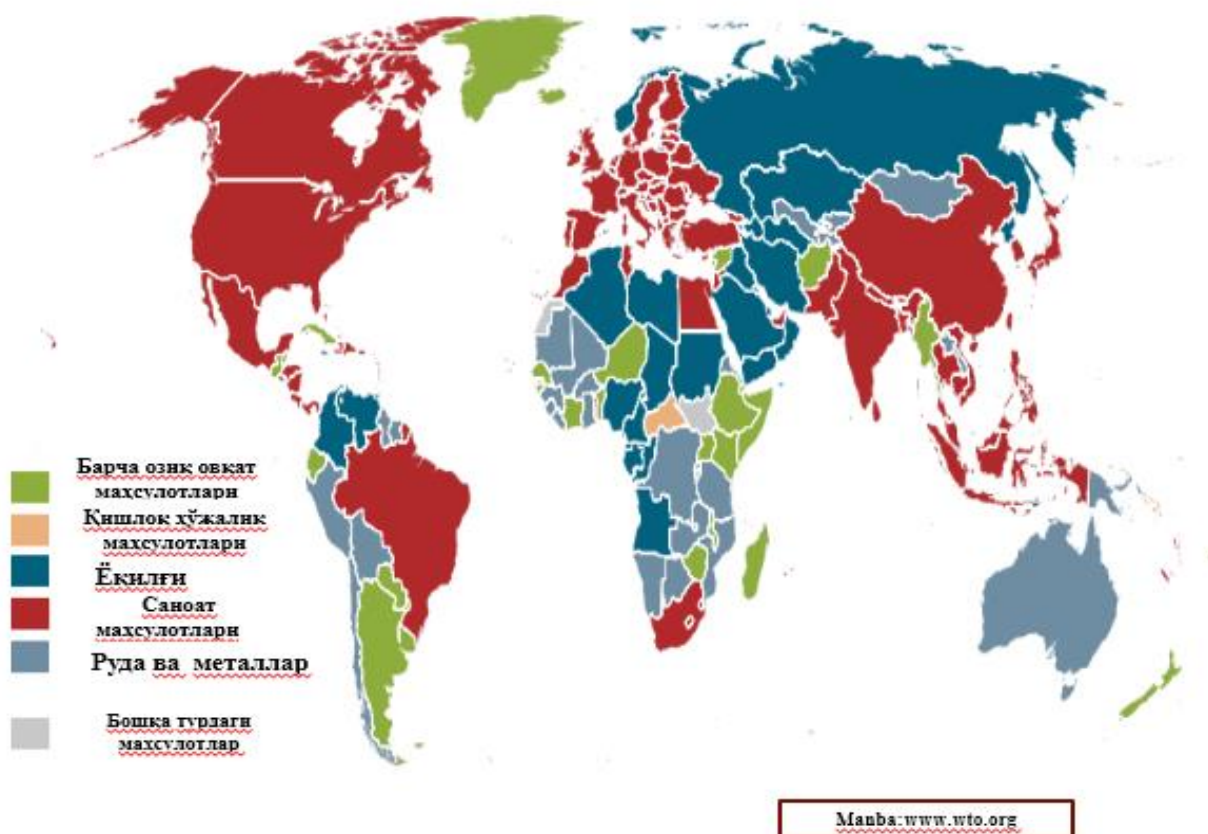 Барча озиқ овқат
маҳсулотлари
Қишлоқ хўжалик
маҳсулотлари
Ёқилғи
Саноат
маҳсулотлари
Руда ва металлар
Бошқа турдаги
маҳсулотлар
Manba:www.wto.org